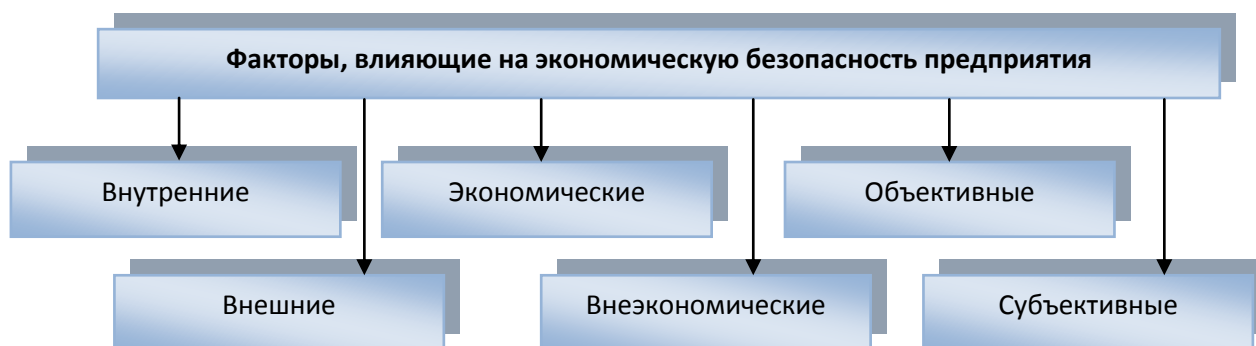 Факторы, влияющие на экономическую безопасность предприятия
Внутренние
Экономические
Объективные
Внешние
Внеэкономические
Субъективные